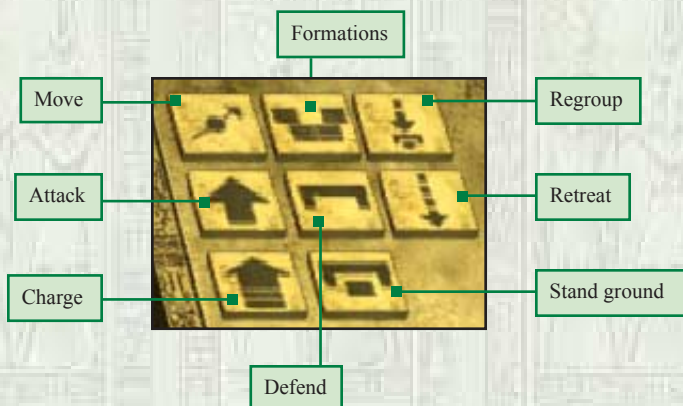 Formations
Move
Regroup
Attack
Retreat
Charge
Stand ground
Defend